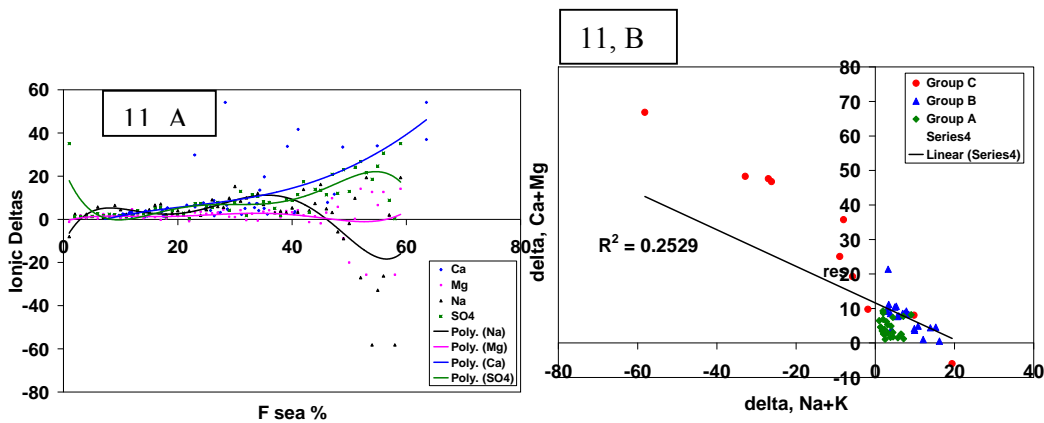 11 A
60
40
20
0
-20
-40
-60
-80
0
20
40
60
80
Ionic Deltas
F sea %
Ca
Mg
Na
SO4
Poly. (Na)
Poly. (Mg)
Poly. (Ca)
Poly. (SO4)
11, B
80
70
60
50
40
30
20
10
0
-10
-80
-60
-40
-20
0
20
40
delta, Ca+Mg
delta, Na+K
Group C
Group B
Group A
Series4
Linear (Series4)
R² = 0.2529
res